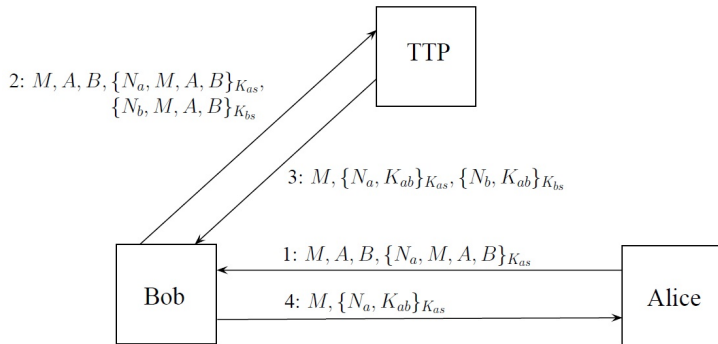 TTP
2: M, A, B, {N_a, M, A, B}_{K_{as}},
{N_b, M, A, B}_{K_{bs}}
3: M, {N_a, K_{ab}}_{K_{as}}, {N_b, K_{ab}}_{K_{bs}}
1: M, A, B, {N_a, M, A, B}_{K_{as}}
Bob
Alice
4: M, {N_a, K_{ab}}_{K_{as}}